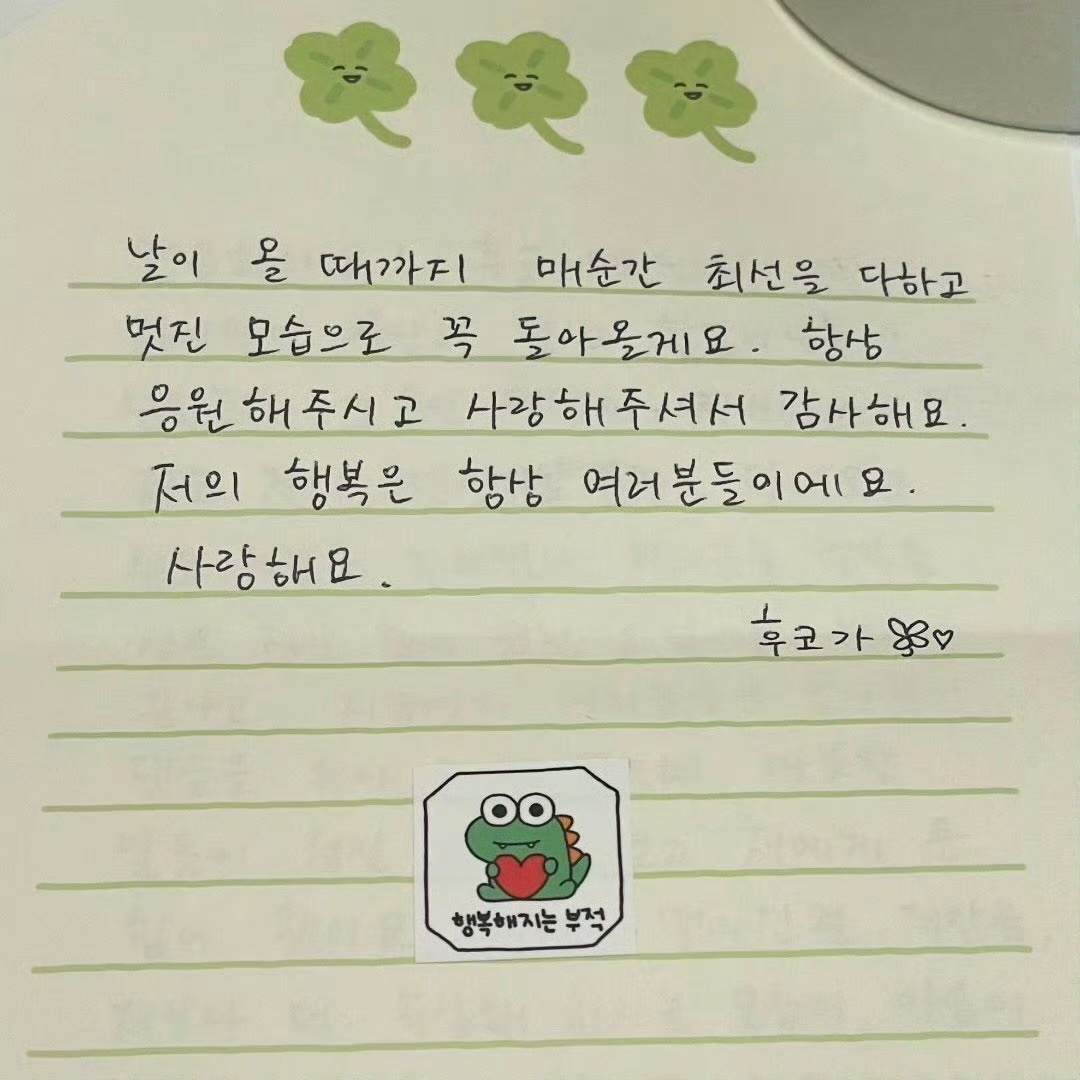 날이 올 때까지 매순간 최선을 다하고
멋진 모습으로 꼭 돌아올게요. 항상
응원해주시고 사랑해주셔서 감사해요.
저의 행복은 항상 여러분들이에요.
사랑해요.
후코가
행복해지는 부적